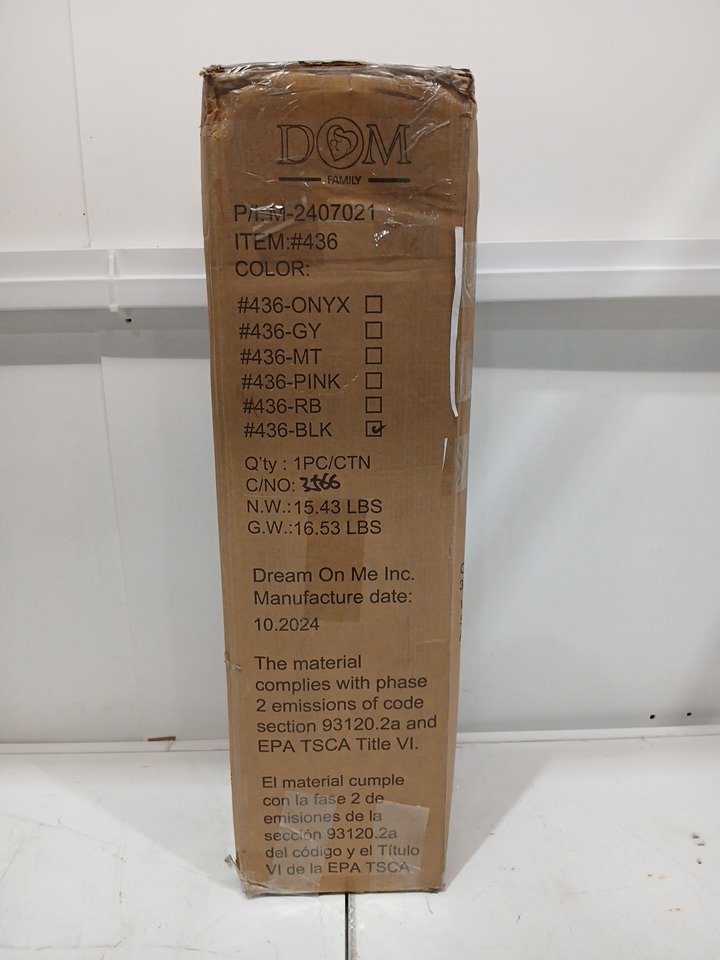 DOM
FAMILY
P/I:M-2407021
ITEM:#436
COLOR:
#436-ONYX
#436-GY
#436-MT
#436-PINK
#436-RB
#436-BLK
Q'ty : 1PC/CTN
C/NO: 3566
N.W.:15.43 LBS
G.W.:16.53 LBS
Dream On Me Inc.
Manufacture date:
10.2024
The material
complies with phase
2 emissions of code
section 93120.2a and
EPA TSCA Title VI.
El material cumple
con la fase 2 de
emisiones de la
sección 93120.2a
del código y el Título
VI de la EPA TSCA